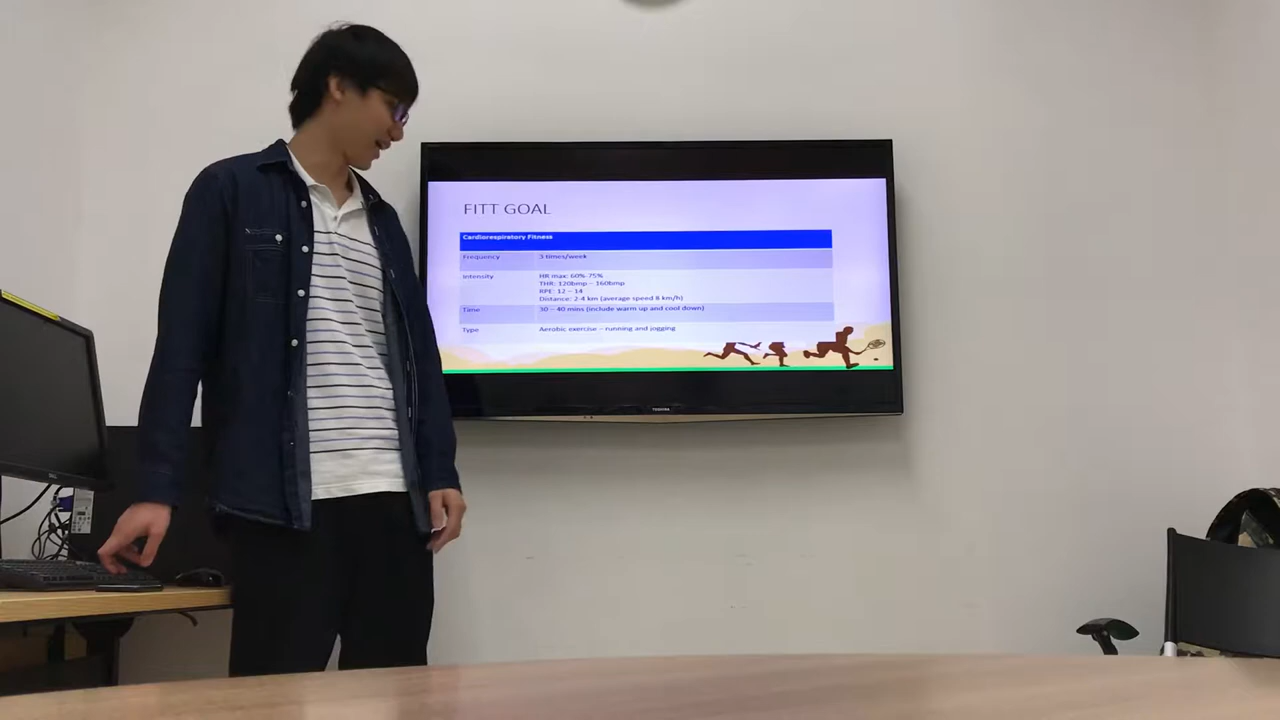 FITT GOAL
Cardiorespiratory Fitness
Frequency 3 times/week
Intensity HR max: 60%-75%
THR: 120bmp – 160bmp
RPE: 12 – 14
Distance: 2-4 km (average speed 8 km/h)
Time 30 – 40 mins (include warm up and cool down)
Type Aerobic exercise – running and jogging
TOSHIBA
DELL